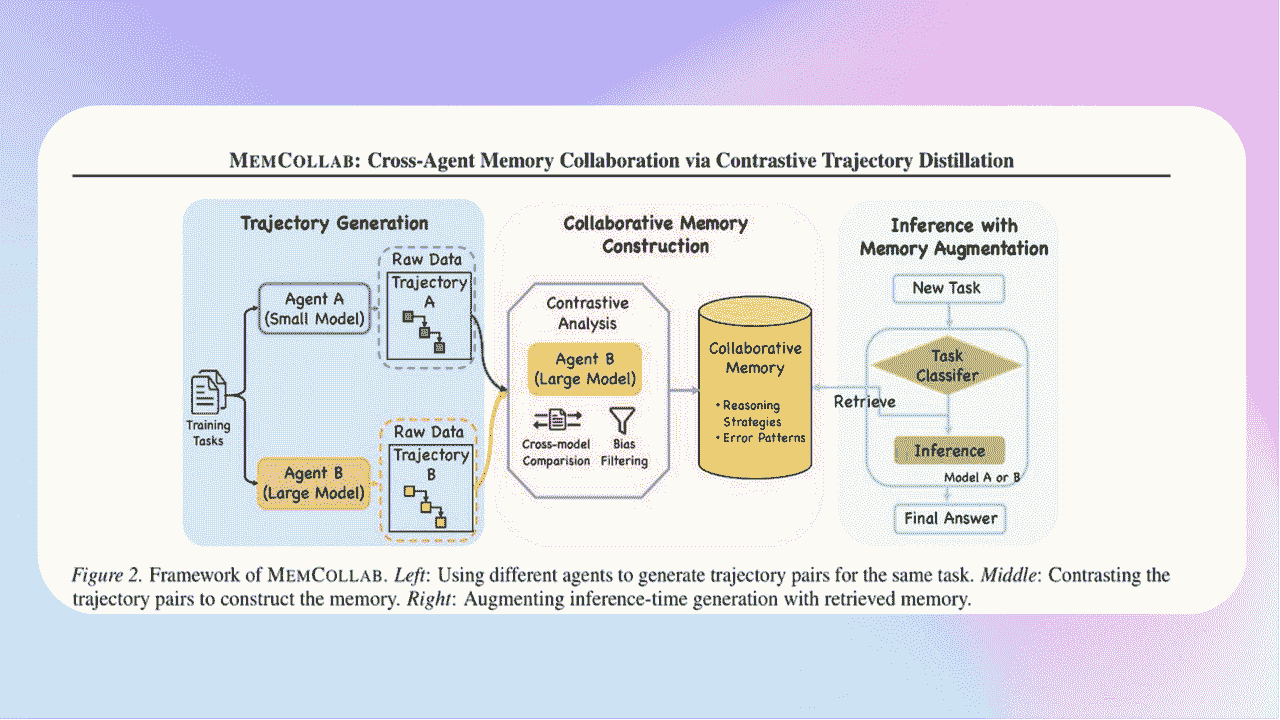 MEMCOLLAB: Cross-Agent Memory Collaboration via Contrastive Trajectory Distillation
Trajectory Generation
Training
Tasks
Agent A
(Small Model)
Raw Data
Trajectory
A
Agent B
(Large Model)
Raw Data
Trajectory
B
Collaborative Memory
Construction
Contrastive
Analysis
Agent B
(Large Model)
Cross-model
Comparision
Bias
Filtering
Collaborative
Memory
• Reasoning
Strategies
• Error Patterns
Inference with
Memory Augmentation
New Task
Task
Classifer
Retrieve
Inference
Model A or B
Final Answer
Figure 2. Framework of MEMCOLLAB. Left: Using different agents to generate trajectory pairs for the same task. Middle: Contrasting the
trajectory pairs to construct the memory. Right: Augmenting inference-time generation with retrieved memory.